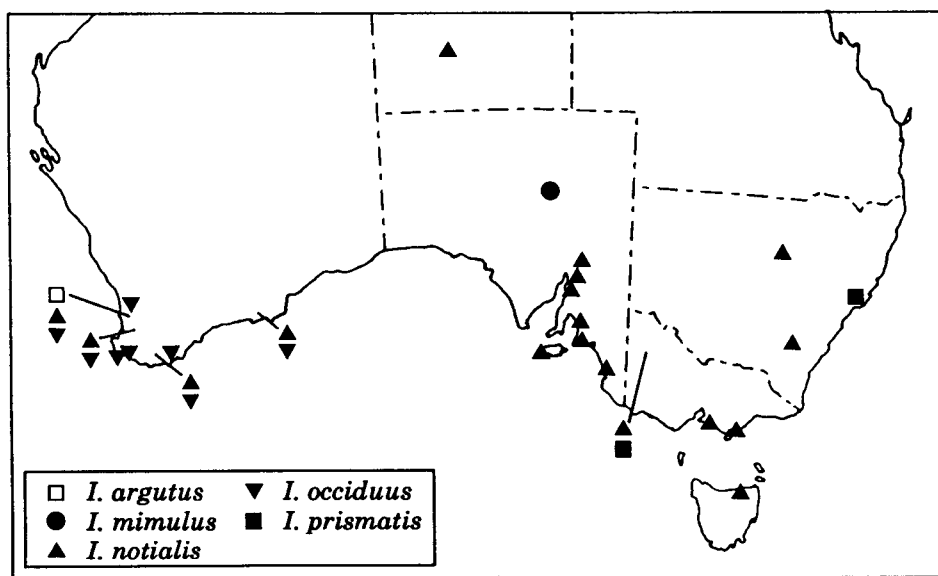 I. argutus I. occiduus
I. mimulus I. prismatis
I. notialis